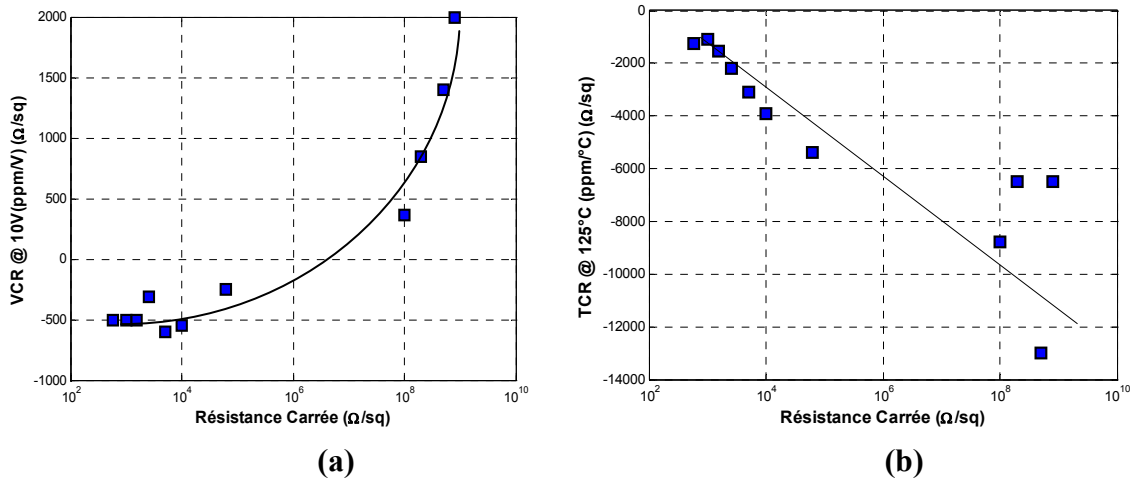 2000
1500
1000
500
0
-500
-1000
VCR @ 10V(ppm/V) (Ω/sq)
10² 10⁴ 10⁶ 10⁸ 10¹⁰
Résistance Carrée (Ω/sq)
(a)
0
-2000
-4000
-6000
-8000
-10000
-12000
-14000
TCR @ 125°C (ppm/°C) (Ω/sq)
10² 10⁴ 10⁶ 10⁸ 10¹⁰
Résistance Carrée (Ω/sq)
(b)